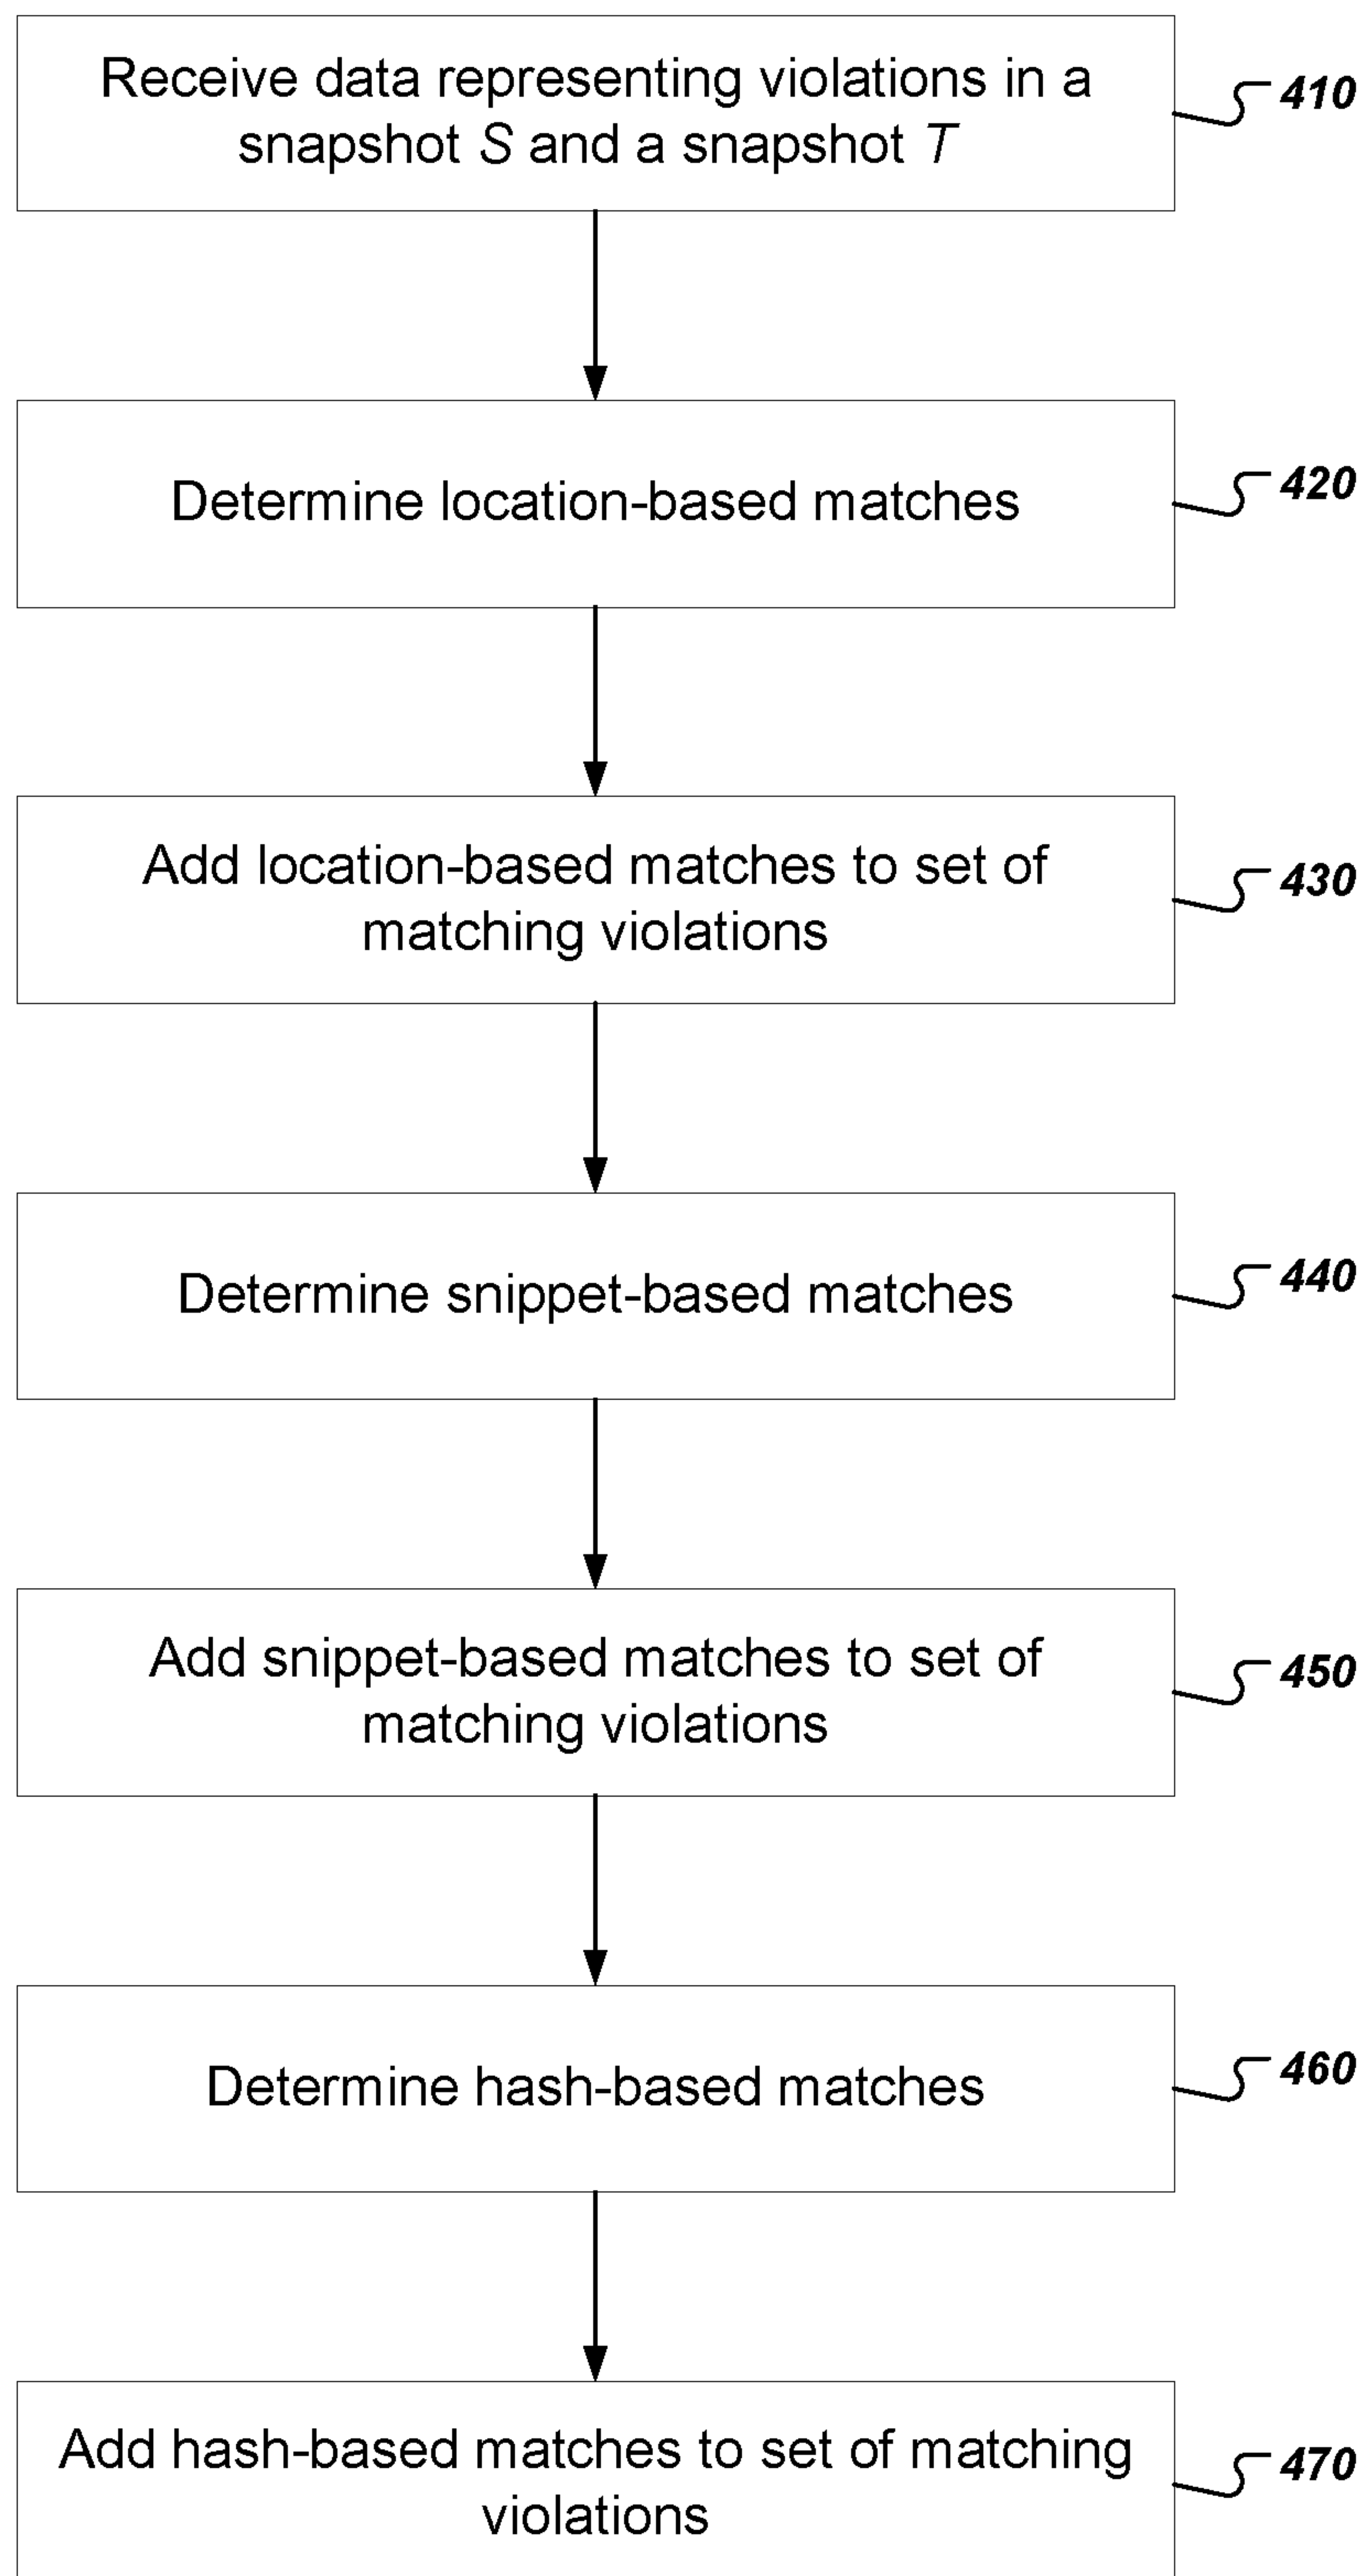 Receive data representing violations in a
snapshot S and a snapshot T
410
Determine location-based matches
420
Add location-based matches to set of
matching violations
430
Determine snippet-based matches
440
Add snippet-based matches to set of
matching violations
450
Determine hash-based matches
460
Add hash-based matches to set of matching
violations
470